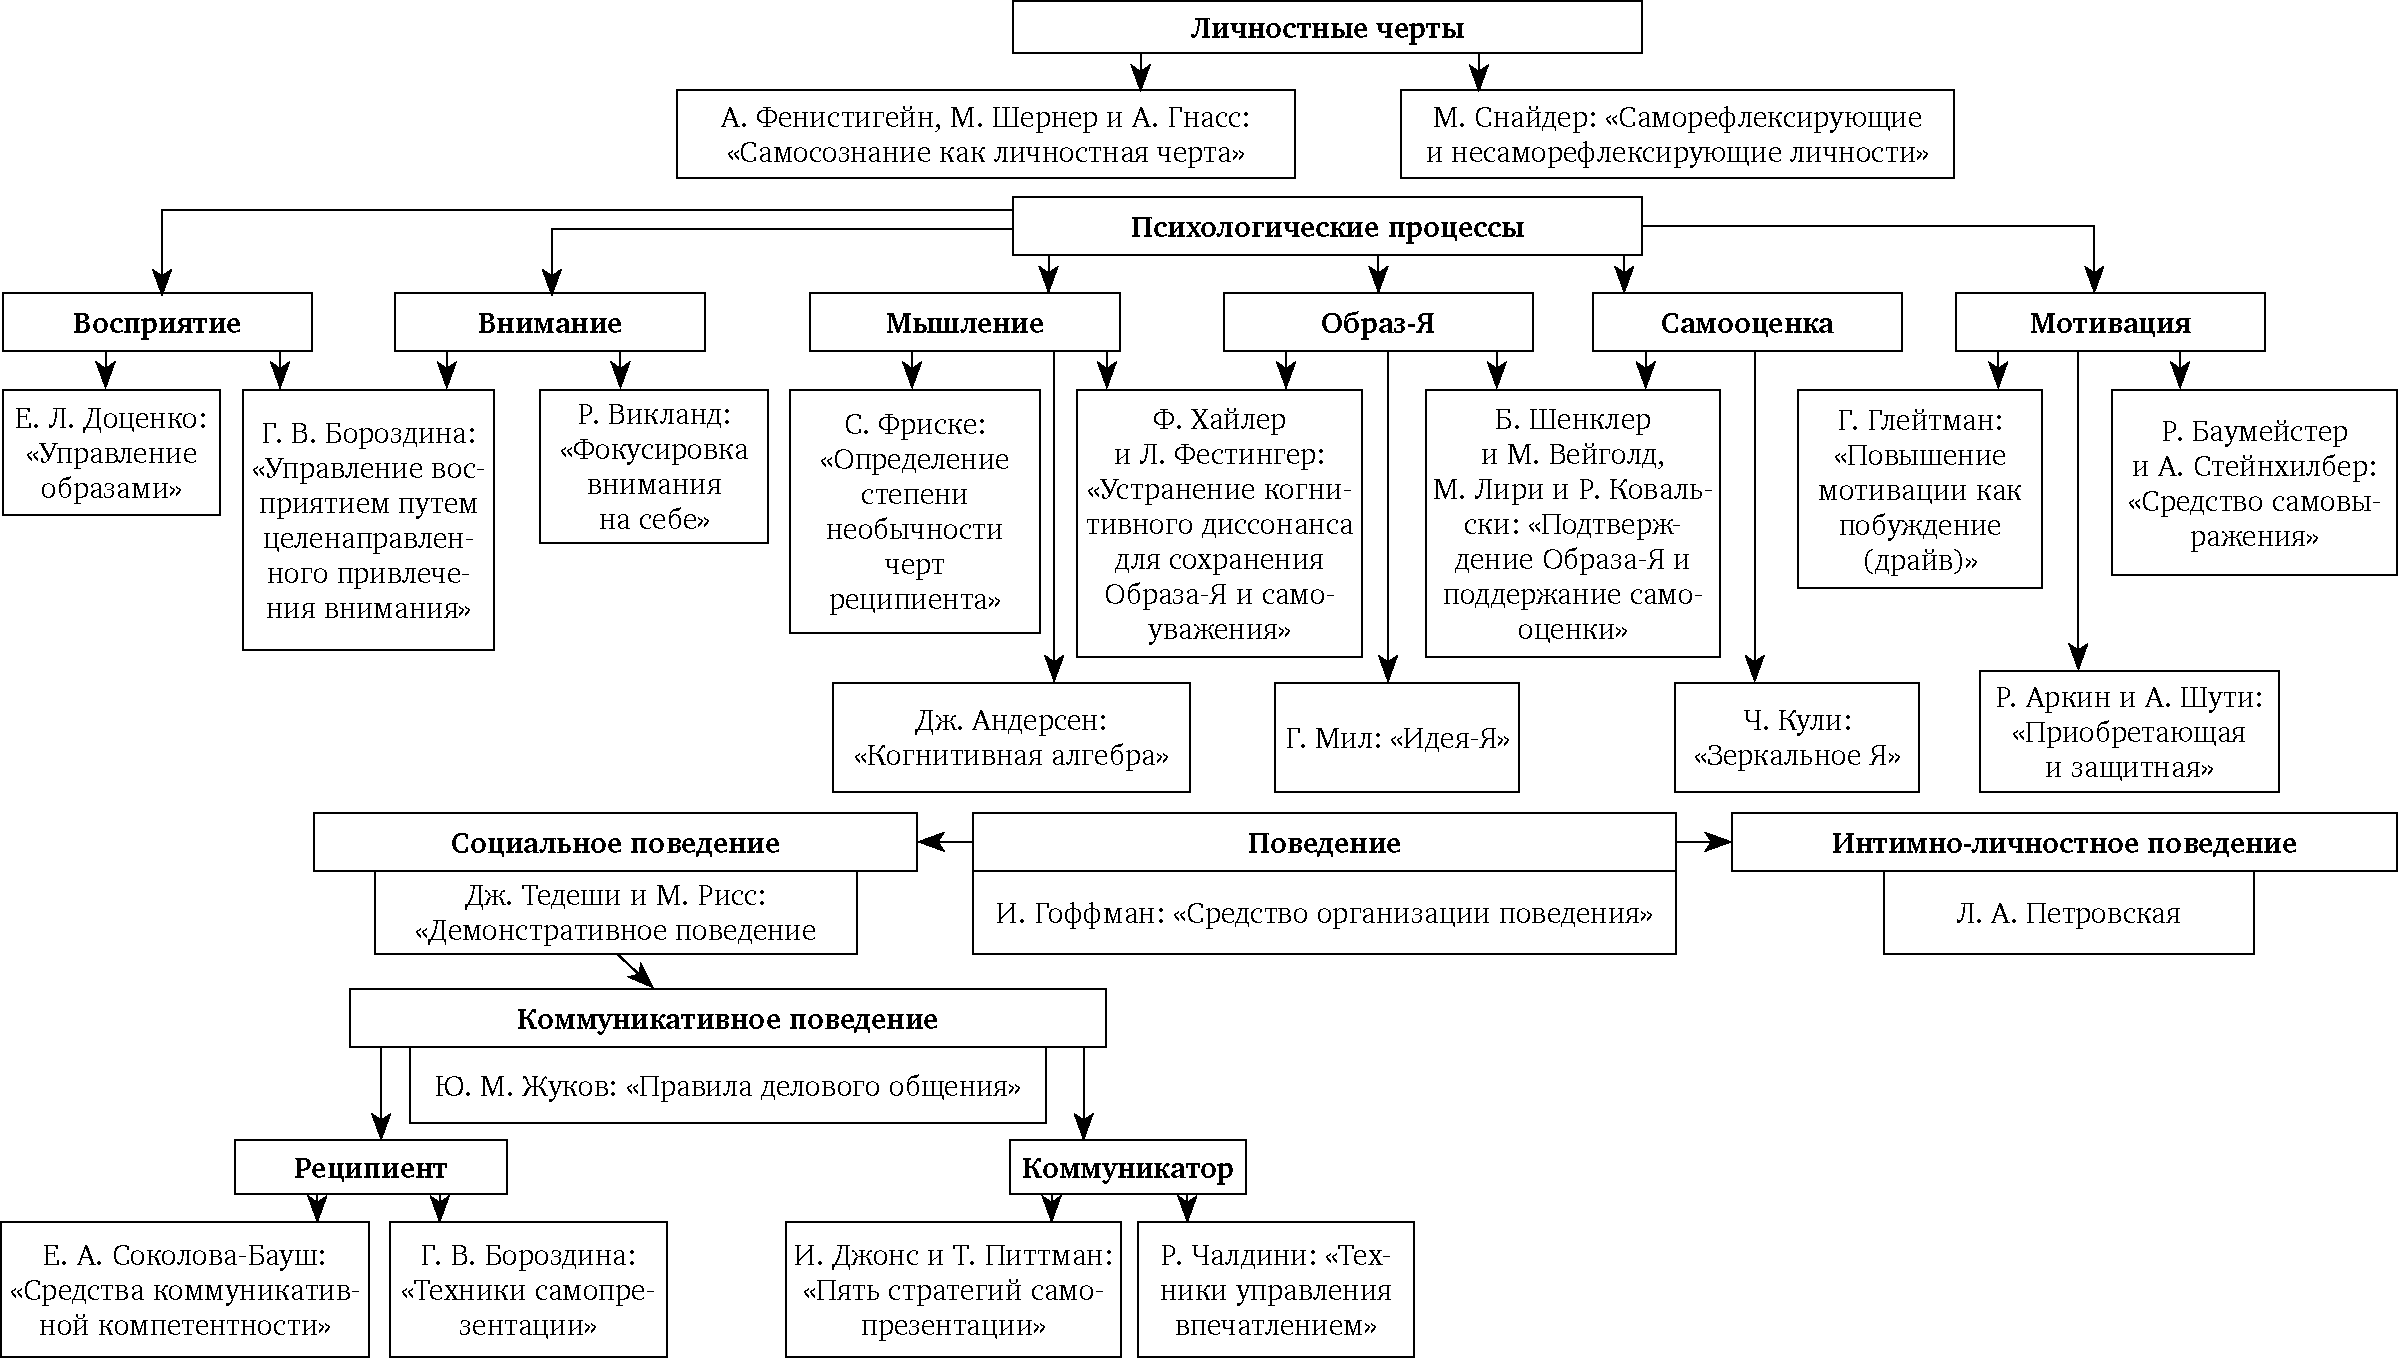 Личностные черты
А. Фенистигейн, М. Шернер и А. Гнасс:
«Самосознание как личностная черта»
М. Снайдер: «Саморефлексирующие
и несаморефлексирующие личности»
Психологические процессы
Восприятие
Внимание
Мышление
Образ-Я
Самооценка
Мотивация
Е. Л. Доценко:
«Управление
образами»
Г. В. Бороздина:
«Управление вос-
приятием путем
целенаправлен-
ного привлече-
ния внимания»
Р. Викланд:
«Фокусировка
внимания
на себе»
С. Фриске:
«Определение
степени
необычности
черт
реципиента»
Ф. Хайлер
и Л. Фестингер:
«Устранение когни-
тивного диссонанса
для сохранения
Образа-Я и само-
уважения»
Б. Шенклер
и М. Вейголд,
М. Лири и Р. Коваль-
ски: «Подтверж-
дение Образа-Я и
поддержание само-
оценки»
Г. Глейтман:
«Повышение
мотивации как
побуждение
(драйв)»
Р. Баумейстер
и А. Стейнхилбер:
«Средство самовы-
ражения»
Дж. Андерсен:
«Когнитивная алгебра»
Г. Мил: «Идея-Я»
Ч. Кули:
«Зеркальное Я»
Р. Аркин и А. Шути:
«Приобретающая
и защитная»
Социальное поведение
Поведение
Интимно-личностное поведение
Дж. Тедеши и М. Рисс:
«Демонстративное поведение
И. Гоффман: «Средство организации поведения»
Л. А. Петровская
Коммуникативное поведение
Ю. М. Жуков: «Правила делового общения»
Реципиент
Коммуникатор
Е. А. Соколова-Бауш:
«Средства коммуникатив-
ной компетентности»
Г. В. Бороздина:
«Техники самопре-
зентации»
И. Джонс и Т. Питтман:
«Пять стратегий само-
презентации»
Р. Чалдини: «Тех-
ники управления
впечатлением»